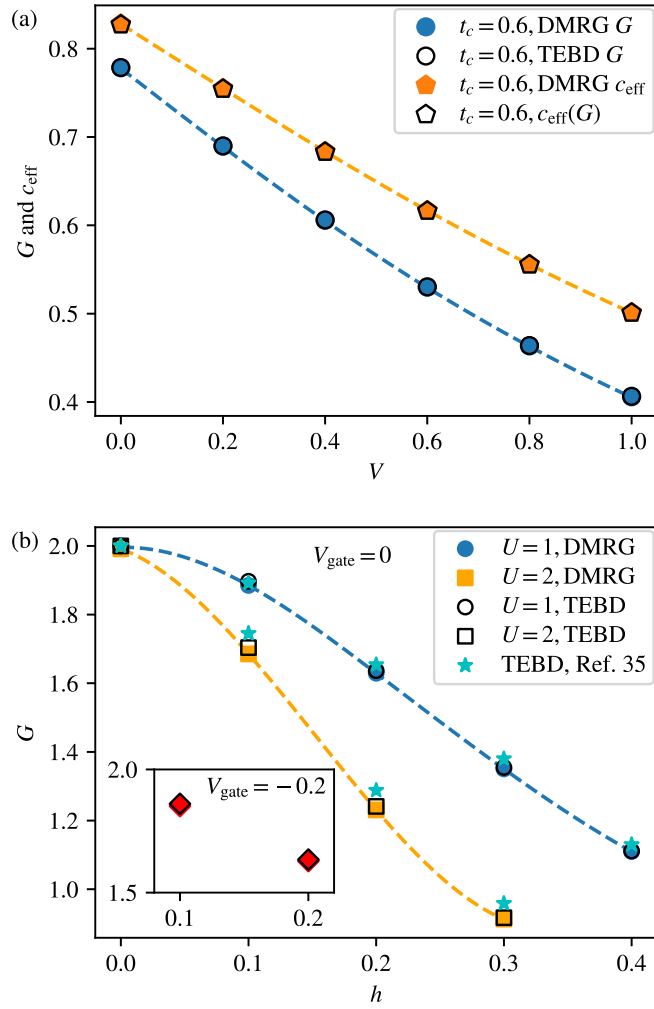 (a)
t_c = 0.6, DMRG G
t_c = 0.6, TEBD G
t_c = 0.6, DMRG c_eff
t_c = 0.6, c_eff(G)
G and c_eff
0.8
0.7
0.6
0.5
0.4
0.0 0.2 0.4 0.6 0.8 1.0
V
(b)
V_gate = 0
U = 1, DMRG
U = 2, DMRG
U = 1, TEBD
U = 2, TEBD
TEBD, Ref. 35
G
2.0
1.8
1.6
1.4
1.2
1.0
2.0
V_gate = −0.2
1.5
0.1 0.2
0.0 0.1 0.2 0.3 0.4
h